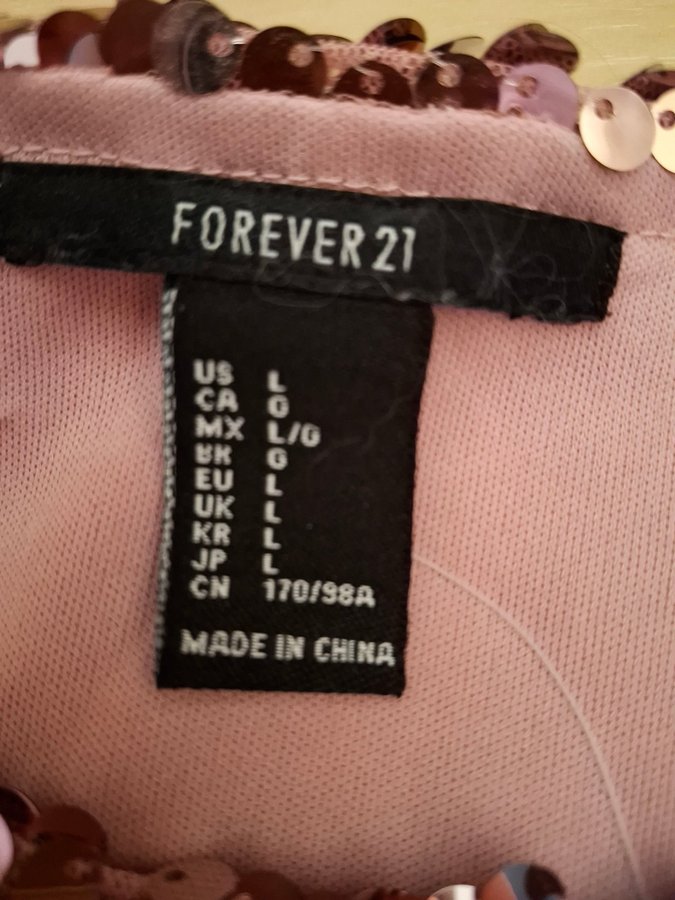 FOREVER 21
US L
CA G
MX L/G
BR G
EU L
UK L
KR L
JP L
CN 170/98A
MADE IN CHINA